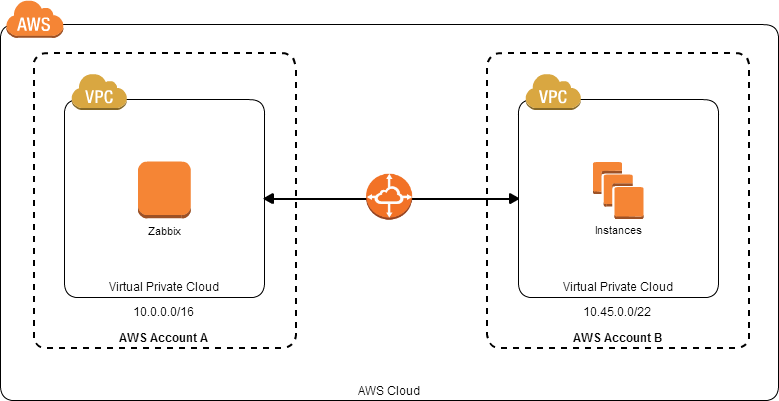 AWS
VPC
Zabbix
Virtual Private Cloud
10.0.0.0/16
AWS Account A
VPC
Instances
Virtual Private Cloud
10.45.0.0/22
AWS Account B
AWS Cloud